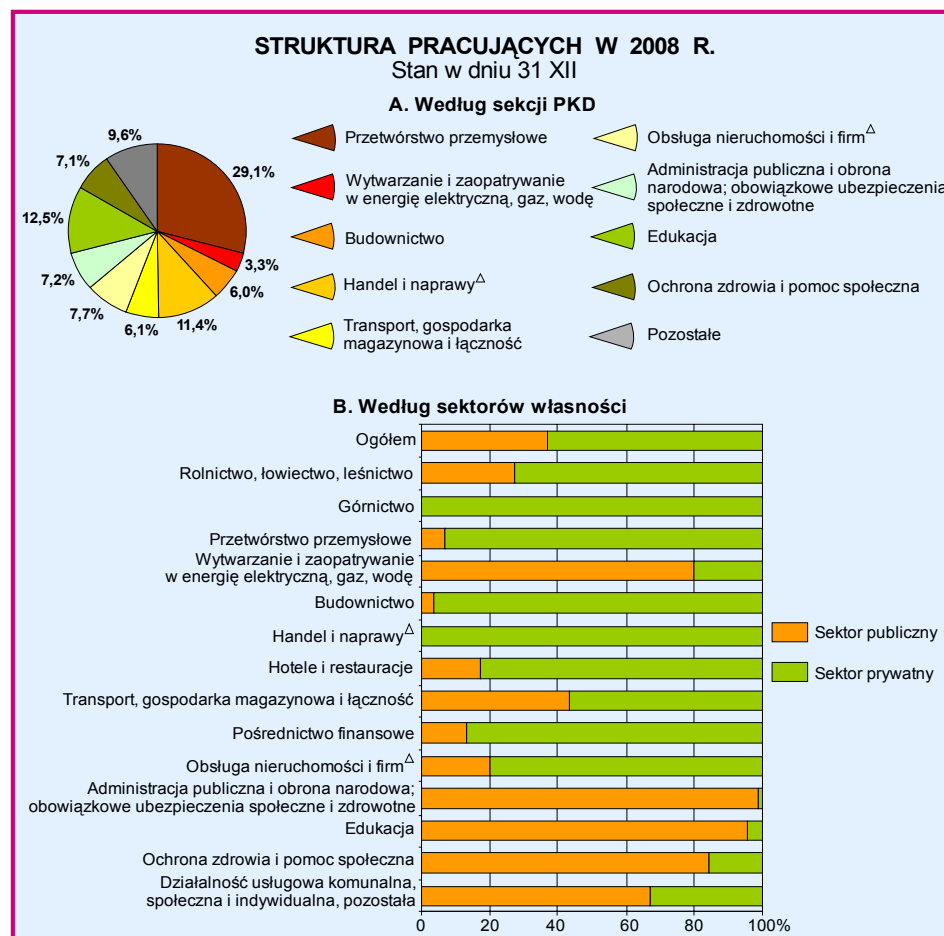 STRUKTURA PRACUJĄCYCH W 2008 R.
Stan w dniu 31 XII
A. Według sekcji PKD
9,6%
7,1%
12,5%
7,2%
7,7%
6,1%
11,4%
6,0%
3,3%
29,1%
Przetwórstwo przemysłowe
Wytwarzanie i zaopatrywanie
w energię elektryczną, gaz, wodę
Budownictwo
Handel i naprawy△
Transport, gospodarka
magazynowa i łączność
Obsługa nieruchomości i firm△
Administracja publiczna i obrona
narodowa; obowiązkowe ubezpieczenia
społeczne i zdrowotne
Edukacja
Ochrona zdrowia i pomoc społeczna
Pozostałe
B. Według sektorów własności
Ogółem
Rolnictwo, łowiectwo, leśnictwo
Górnictwo
Przetwórstwo przemysłowe
Wytwarzanie i zaopatrywanie
w energię elektryczną, gaz, wodę
Budownictwo
Handel i naprawy△
Hotele i restauracje
Transport, gospodarka magazynowa i łączność
Pośrednictwo finansowe
Obsługa nieruchomości i firm△
Administracja publiczna i obrona narodowa;
obowiązkowe ubezpieczenia społeczne i zdrowotne
Edukacja
Ochrona zdrowia i pomoc społeczna
Działalność usługowa komunalna,
społeczna i indywidualna, pozostała
0 20 40 60 80 100%
Sektor publiczny
Sektor prywatny